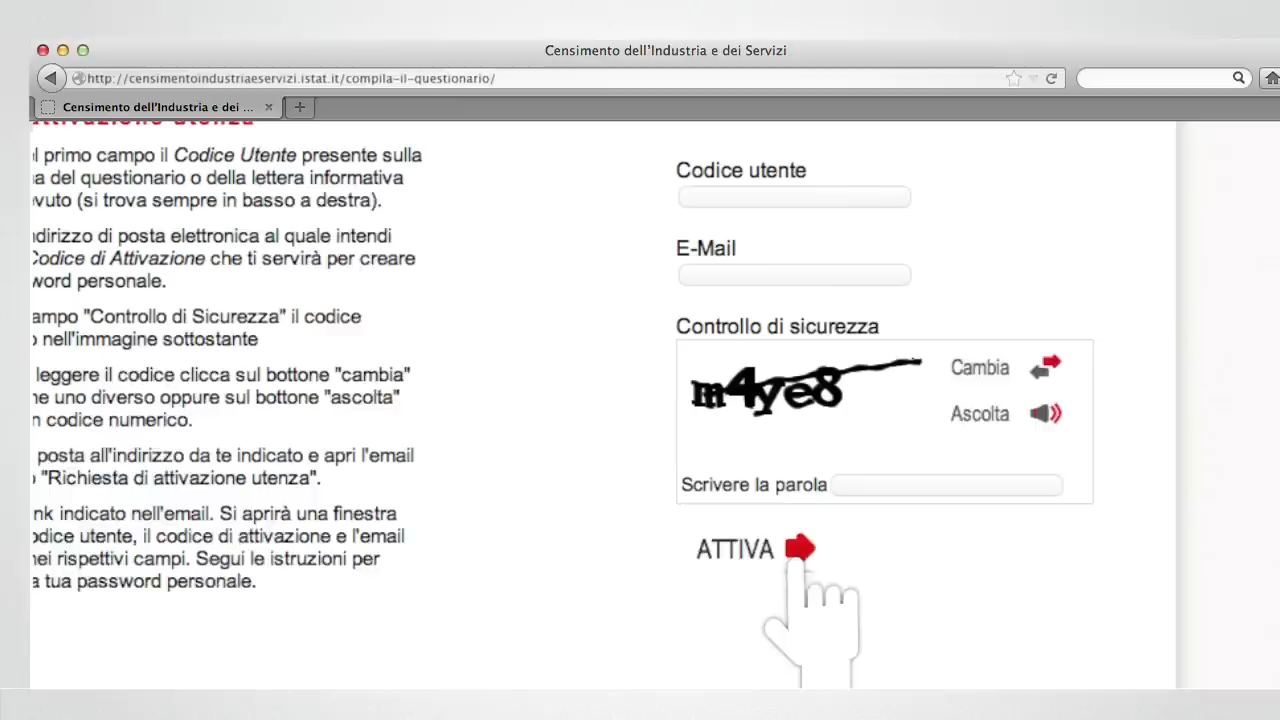 Censimento dell'Industria e dei Servizi
http://censimentoindustriaeservizi.istat.it/compila-il-questionario/
Censimento dell'Industria e dei ...
attivazione utenza
el primo campo il Codice Utente presente sulla
na del questionario o della lettera informativa
evuto (si trova sempre in basso a destra).
ndirizzo di posta elettronica al quale intendi
Codice di Attivazione che ti servirà per creare
word personale.
ampo "Controllo di Sicurezza" il codice
o nell'immagine sottostante
leggere il codice clicca sul bottone "cambia"
ne uno diverso oppure sul bottone "ascolta"
n codice numerico.
posta all'indirizzo da te indicato e apri l'email
o "Richiesta di attivazione utenza".
nk indicato nell'email. Si aprirà una finestra
odice utente, il codice di attivazione e l'email
nei rispettivi campi. Segui le istruzioni per
a tua password personale.
Codice utente
E-Mail
Controllo di sicurezza
m4ye8
Cambia
Ascolta
Scrivere la parola
ATTIVA